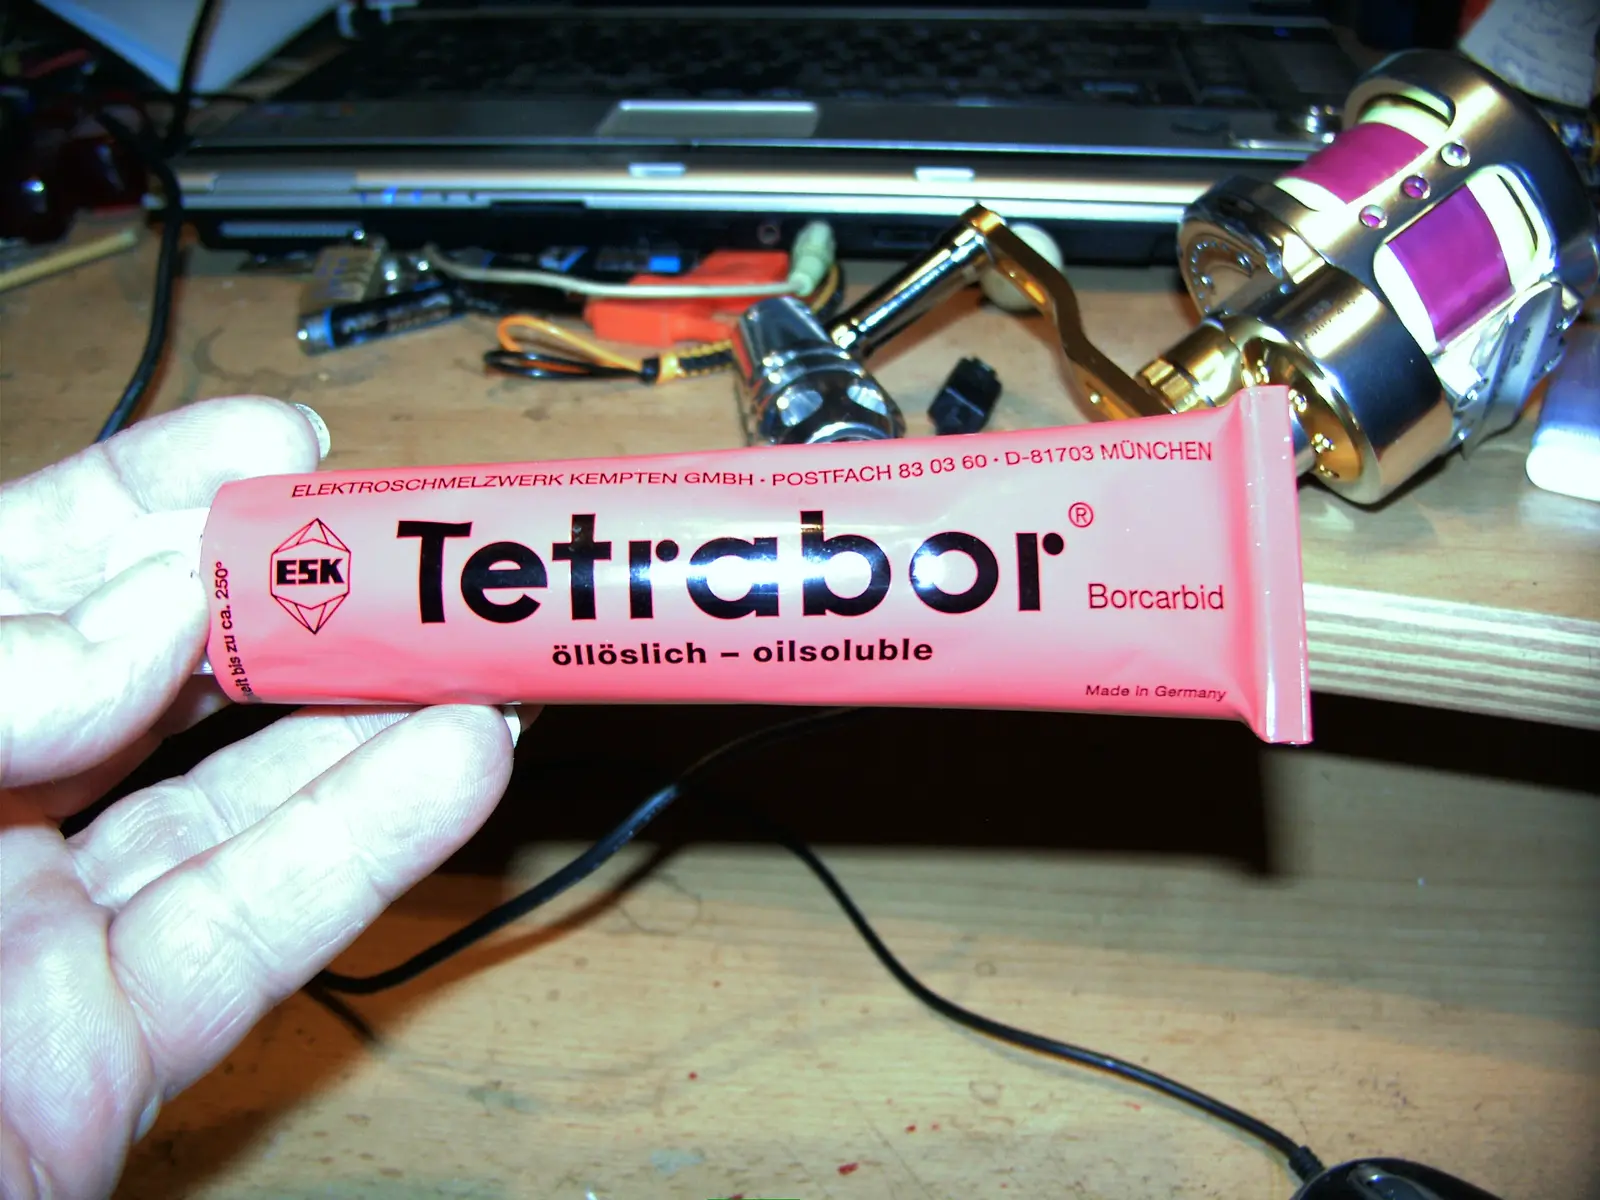 ELEKTROSCHMELZWERK KEMPTEN GMBH · POSTFACH 83 03 60 · D-81703 MÜNCHEN
ESK
Tetrabor®
Borcarbid
öllöslich – oilsoluble
Made in Germany
bis zu ca. 250°